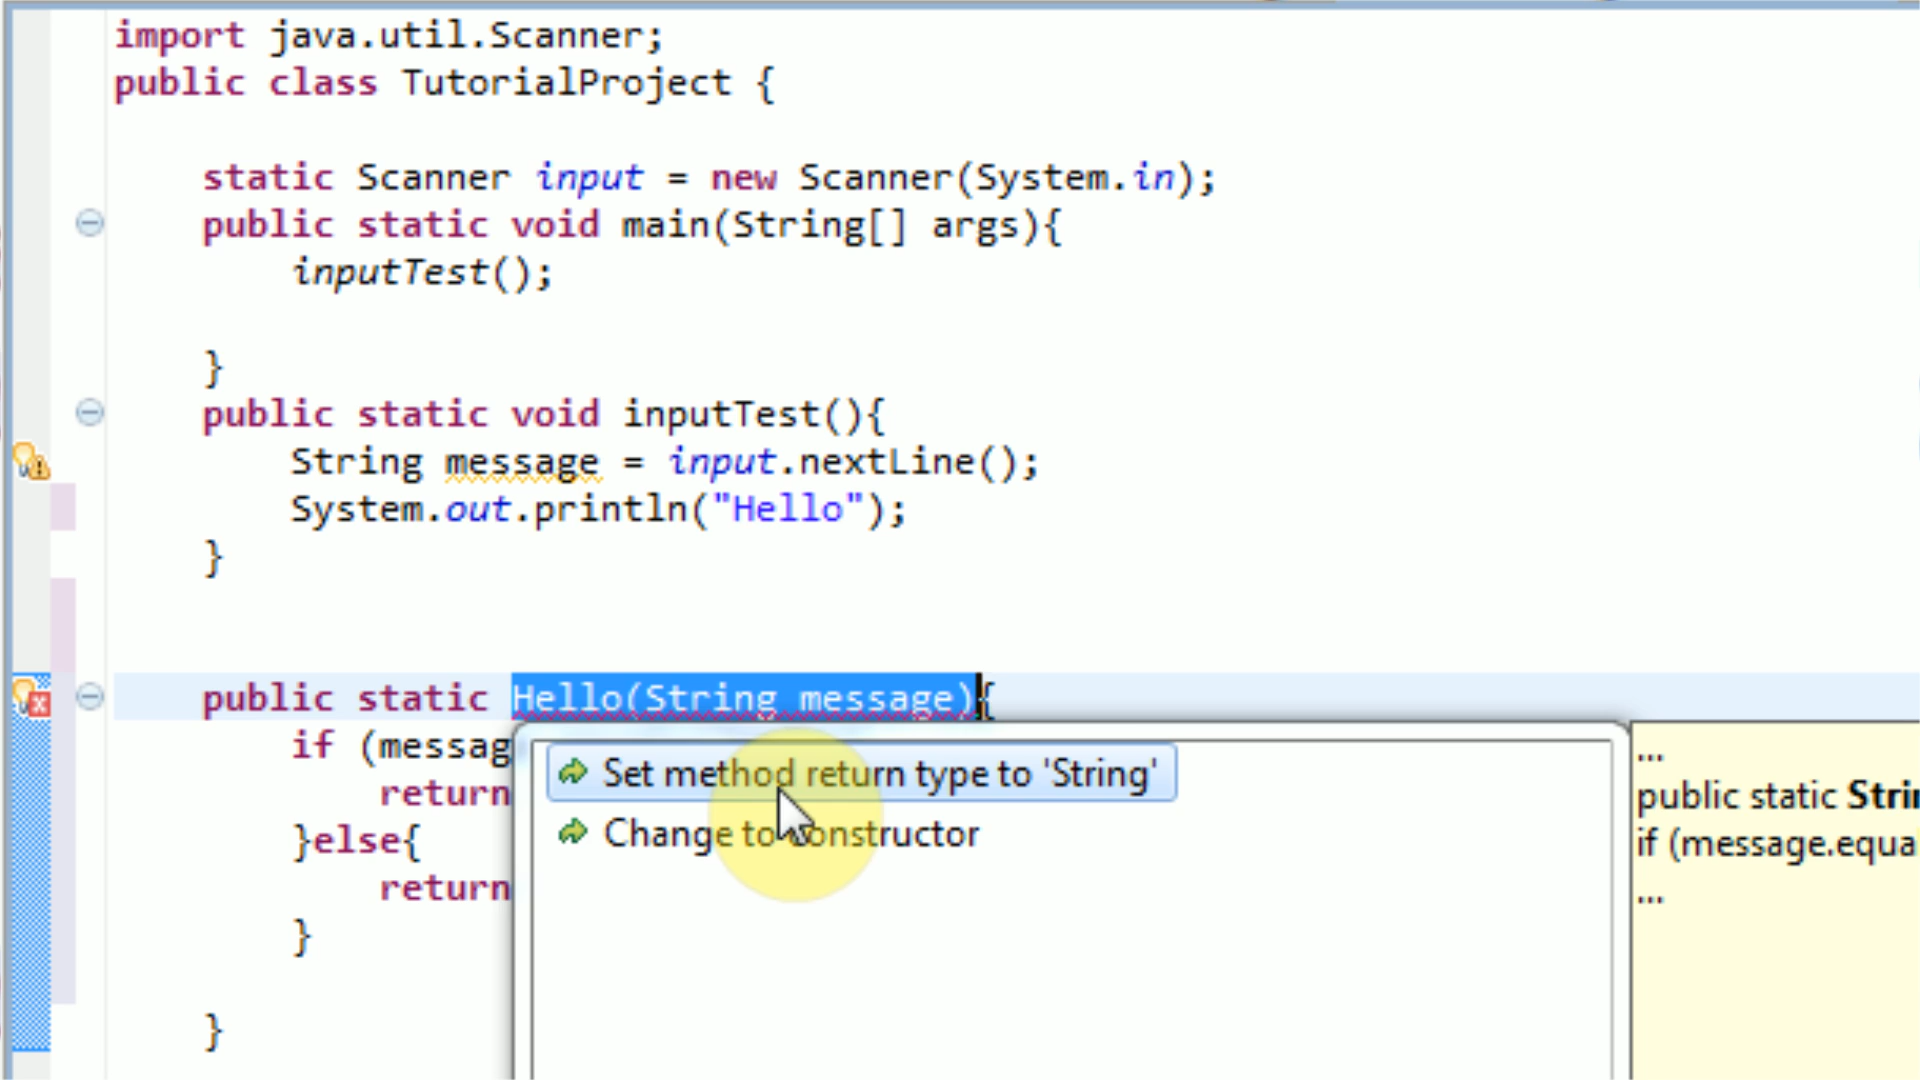 import java.util.Scanner;
public class TutorialProject {
static Scanner input = new Scanner(System.in);
public static void main(String[] args){
inputTest();
}
public static void inputTest(){
String message = input.nextLine();
System.out.println("Hello");
}
public static Hello(String message){
if (messag
return
}else{
return
}
}
Set method return type to 'String'
Change to constructor
...
public static Strin
if (message.equa
...